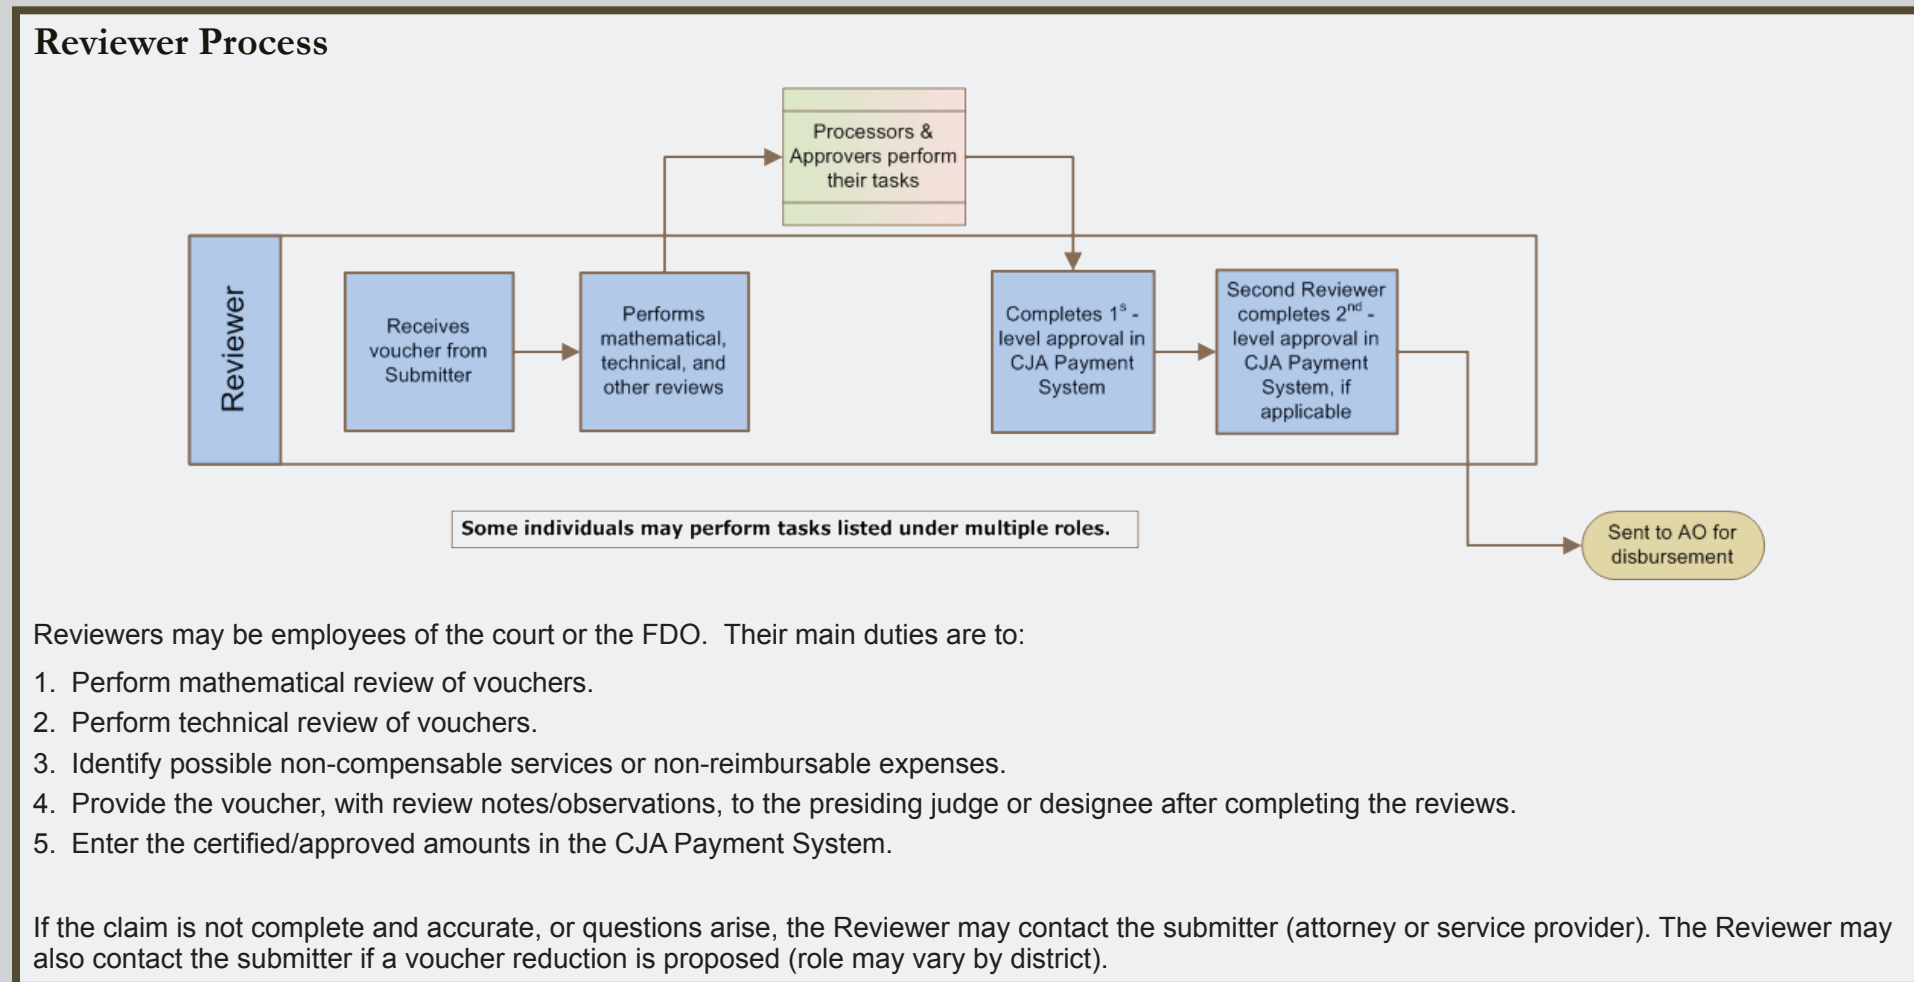 Reviewer Process
Processors &
Approvers perform
their tasks
Reviewer
Receives
voucher from
Submitter
Performs
mathematical,
technical, and
other reviews
Completes 1s -
level approval in
CJA Payment
System
Second Reviewer
completes 2nd -
level approval in
CJA Payment
System, if
applicable
Some individuals may perform tasks listed under multiple roles.
Sent to AO for
disbursement
Reviewers may be employees of the court or the FDO.  Their main duties are to:
1. Perform mathematical review of vouchers.
2. Perform technical review of vouchers.
3. Identify possible non-compensable services or non-reimbursable expenses.
4. Provide the voucher, with review notes/observations, to the presiding judge or designee after completing the reviews.
5. Enter the certified/approved amounts in the CJA Payment System.
If the claim is not complete and accurate, or questions arise, the Reviewer may contact the submitter (attorney or service provider). The Reviewer may
also contact the submitter if a voucher reduction is proposed (role may vary by district).